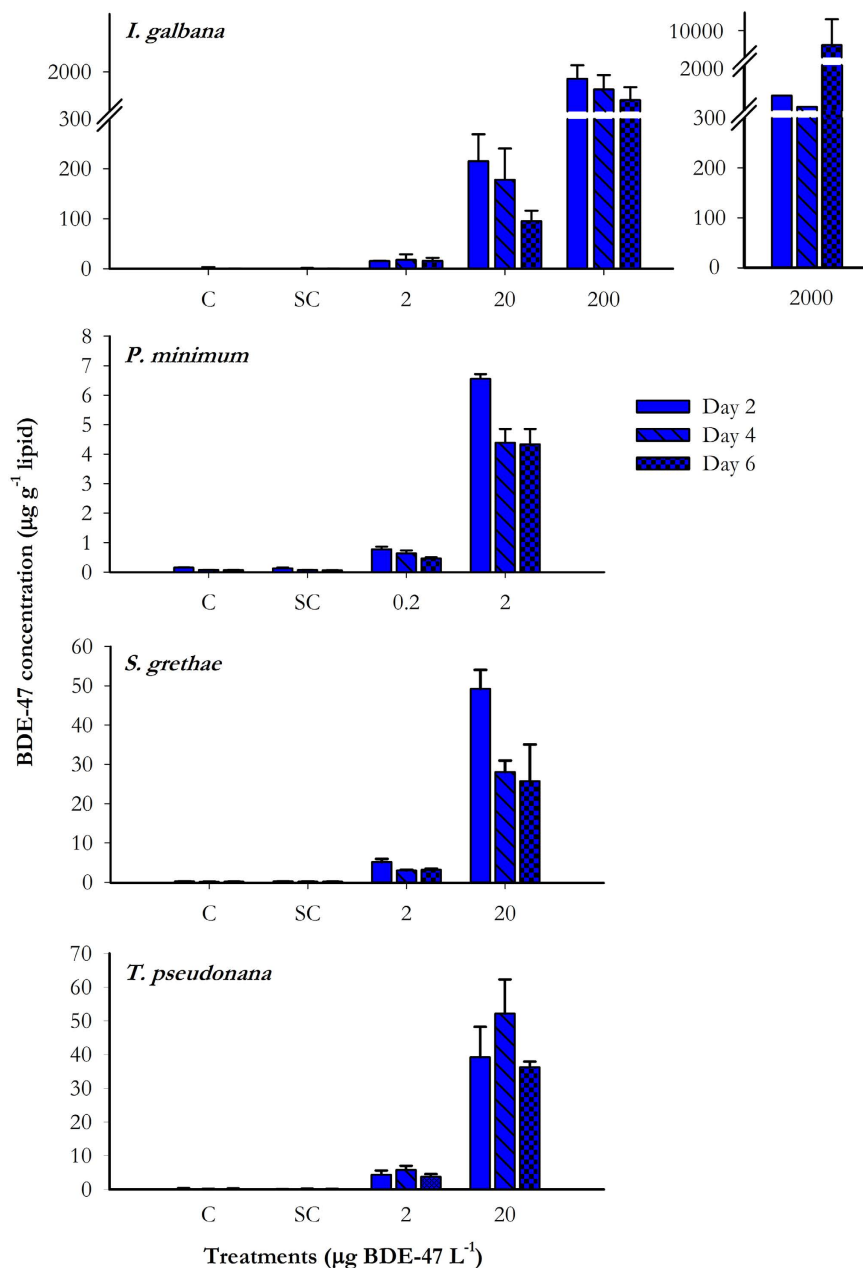 I. galbana
10000
2000
2000
300
300
200
200
100
100
0
0
C SC 2 20 200
2000
P. minimum
8
7
6
5
4
3
2
1
0
C SC 0.2 2
Day 2
Day 4
Day 6
BDE-47 concentration (µg g-1 lipid)
S. grethae
60
50
40
30
20
10
0
C SC 2 20
T. pseudonana
70
60
50
40
30
20
10
0
C SC 2 20
Treatments (µg BDE-47 L-1)